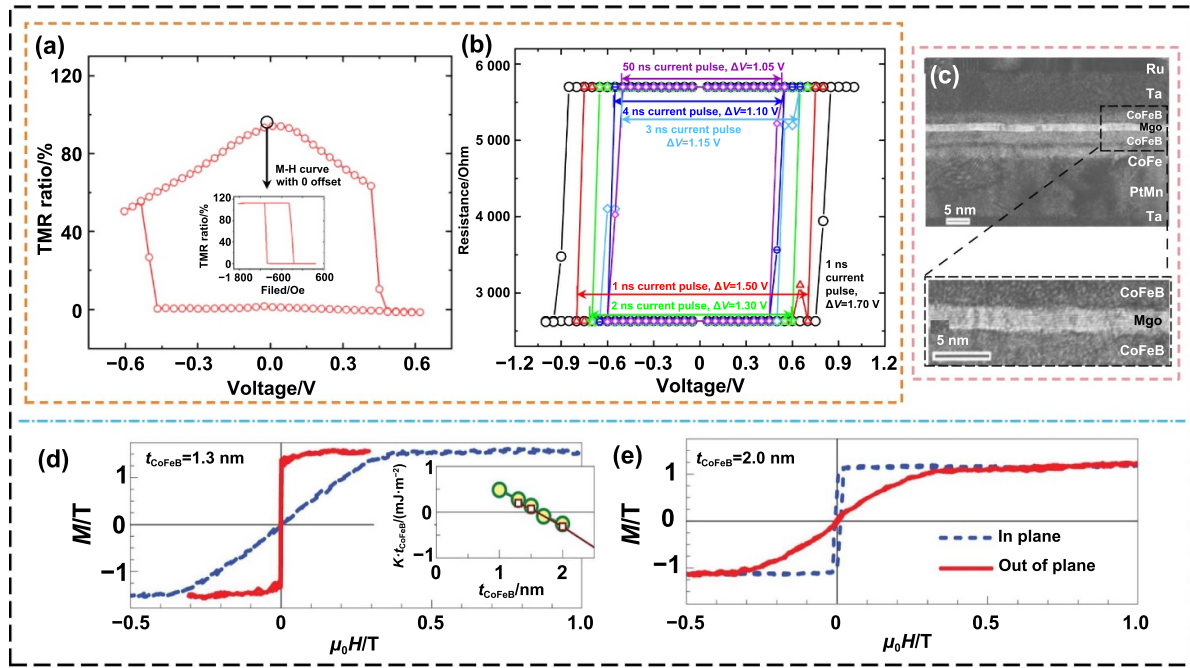 (a)
120
80
40
0
TMR ratio/%
−0.6
−0.3
0.0
0.3
0.6
Voltage/V
M-H curve
with 0 offset
120
80
40
0
TMR ratio/%
−1 800
−600
600
Filed/Oe
(b)
6 000
5 000
4 000
3 000
Resistance/Ohm
−1.2
−0.9
−0.6
−0.3
0
0.3
0.6
0.9
1.2
Voltage/V
50 ns current pulse, ΔV=1.05 V
4 ns current pulse, ΔV=1.10 V
3 ns current pulse
ΔV=1.15 V
1 ns current pulse, ΔV=1.50 V
2 ns current pulse, ΔV=1.30 V
1 ns
current
pulse,
ΔV=1.70 V
(c)
Ru
Ta
CoFeB
Mgo
CoFeB
CoFe
PtMn
Ta
5 nm
CoFeB
Mgo
CoFeB
5 nm
(d)
tCoFeB=1.3 nm
1
0
−1
M/T
−0.5
0
0.5
1.0
μ0H/T
1
0
−1
K·tCoFeB/(mJ·m−2)
1
2
tCoFeB/nm
(e)
tCoFeB=2.0 nm
1
0
−1
M/T
−0.5
0
0.5
1.0
μ0H/T
In plane
Out of plane